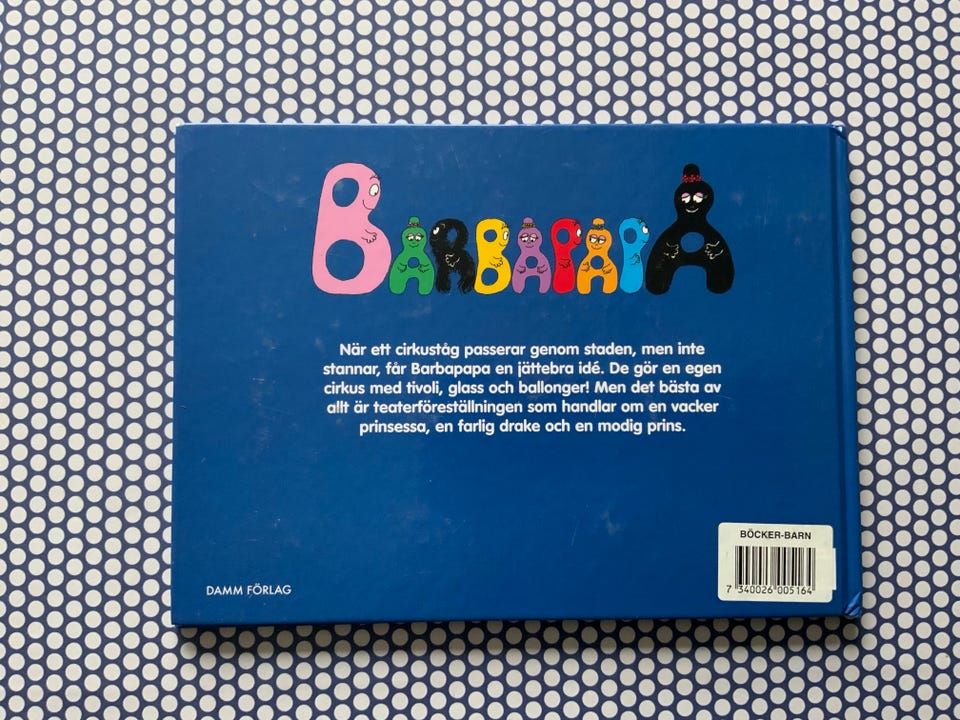 BARBAPAPA
När ett cirkuståg passerar genom staden, men inte
stannar, får Barbapapa en jättebra idé. De gör en egen
cirkus med tivoli, glass och ballonger! Men det bästa av
allt är teaterföreställningen som handlar om en vacker
prinsessa, en farlig drake och en modig prins.
BÖCKER-BARN
7 340026 005164
DAMM FÖRLAG